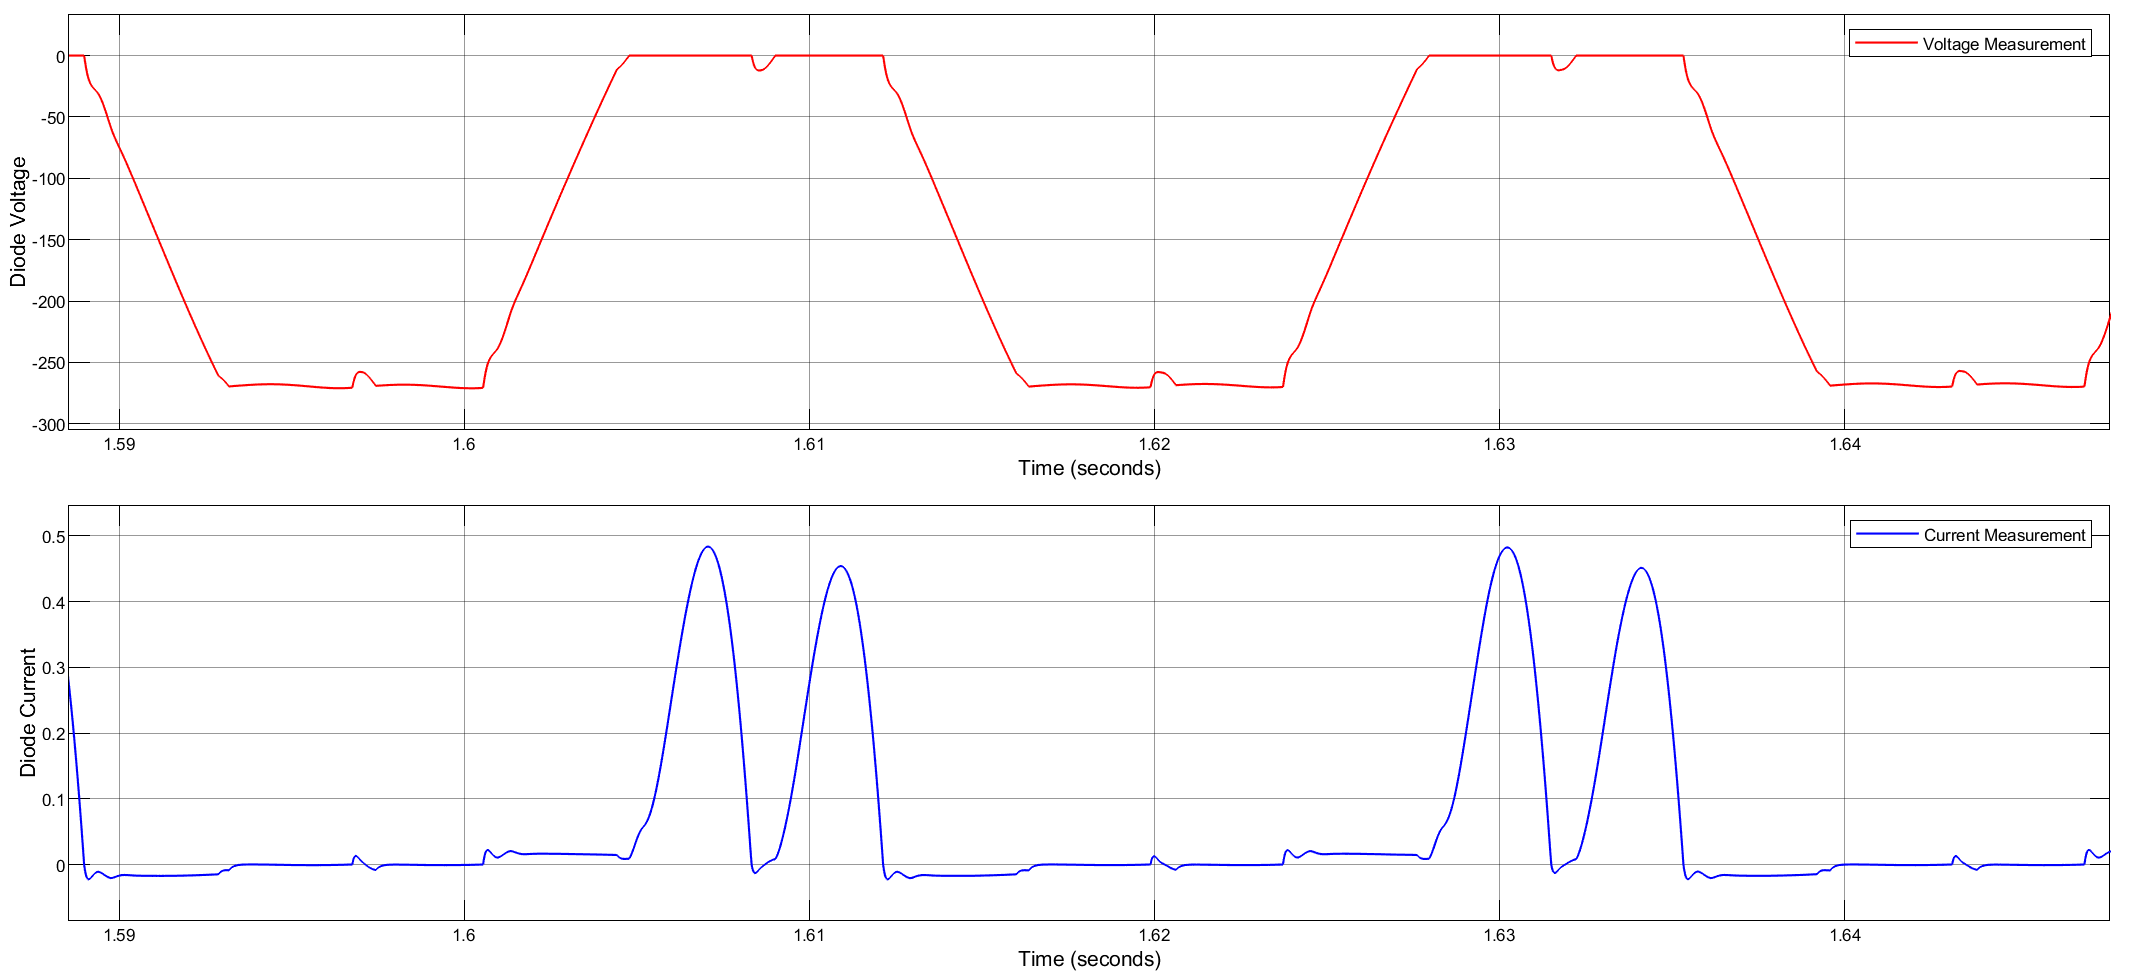 Voltage Measurement
0
-50
-100
-150
-200
-250
-300
Diode Voltage
1.59 1.6 1.61 1.62 1.63 1.64
Time (seconds)
Current Measurement
0.5
0.4
0.3
0.2
0.1
0
Diode Current
1.59 1.6 1.61 1.62 1.63 1.64
Time (seconds)